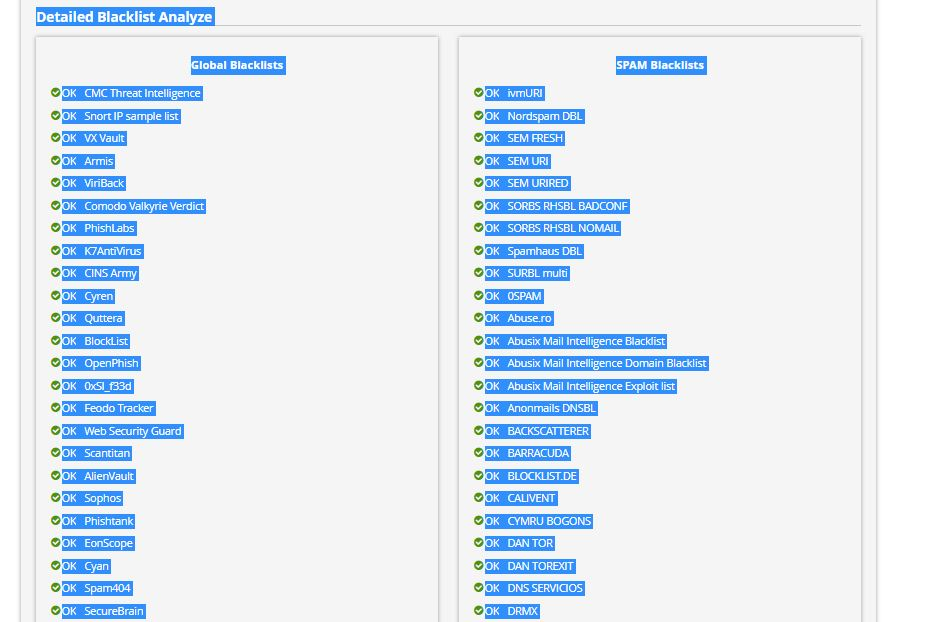 Detailed Blacklist Analyze
Global Blacklists
OK CMC Threat Intelligence
OK Snort IP sample list
OK VX Vault
OK Armis
OK ViriBack
OK Comodo Valkyrie Verdict
OK PhishLabs
OK K7AntiVirus
OK CINS Army
OK Cyren
OK Quttera
OK BlockList
OK OpenPhish
OK 0xSI_f33d
OK Feodo Tracker
OK Web Security Guard
OK Scantitan
OK AlienVault
OK Sophos
OK Phishtank
OK EonScope
OK Cyan
OK Spam404
OK SecureBrain
SPAM Blacklists
OK ivmURI
OK Nordspam DBL
OK SEM FRESH
OK SEM URI
OK SEM URIRED
OK SORBS RHSBL BADCONF
OK SORBS RHSBL NOMAIL
OK Spamhaus DBL
OK SURBL multi
OK 0SPAM
OK Abuse.ro
OK Abusix Mail Intelligence Blacklist
OK Abusix Mail Intelligence Domain Blacklist
OK Abusix Mail Intelligence Exploit list
OK Anonmails DNSBL
OK BACKSCATTERER
OK BARRACUDA
OK BLOCKLIST.DE
OK CALIVENT
OK CYMRU BOGONS
OK DAN TOR
OK DAN TOREXIT
OK DNS SERVICIOS
OK DRMX